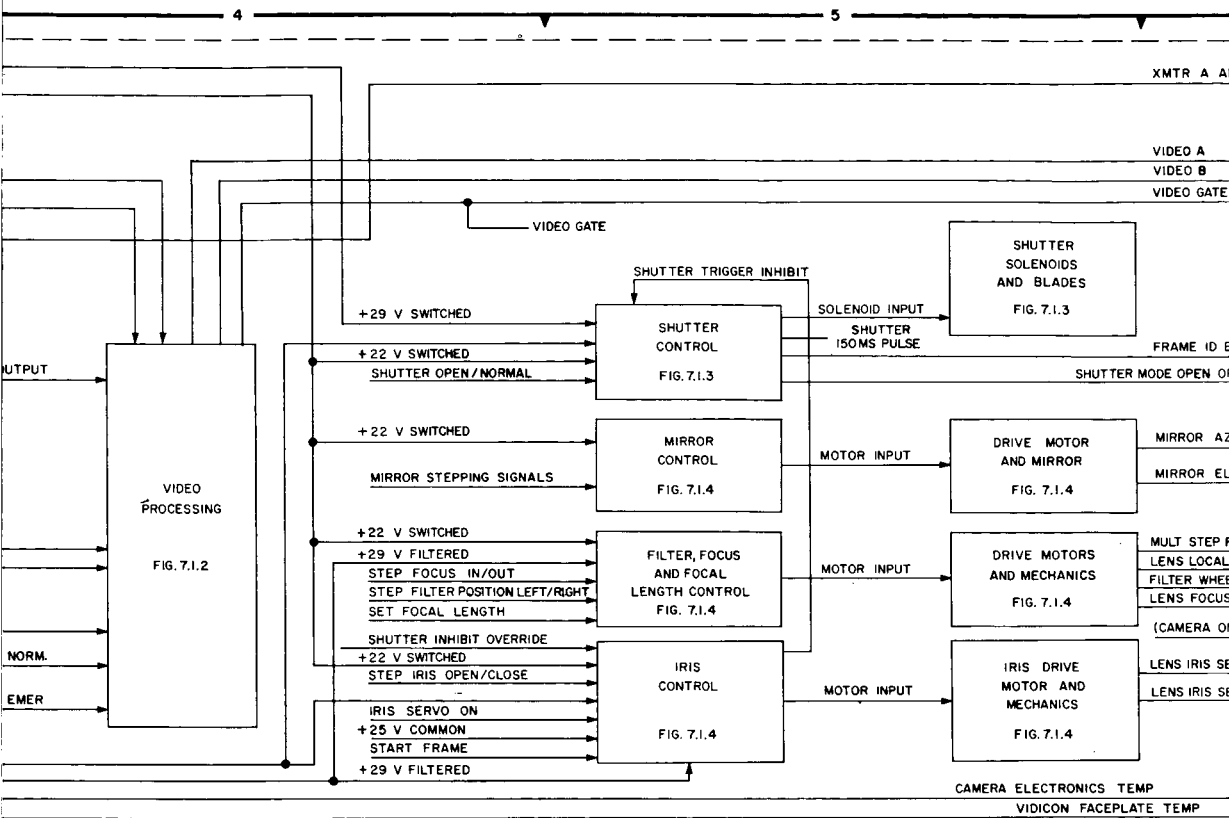 4
5
XMTR A A
VIDEO A
VIDEO B
VIDEO GATE
VIDEO GATE
SHUTTER
SOLENOIDS
AND BLADES
FIG. 7.1.3
SHUTTER TRIGGER INHIBIT
+29 V SWITCHED
SHUTTER
CONTROL
FIG. 7.1.3
SOLENOID INPUT
SHUTTER
150MS PULSE
+22 V SWITCHED
SHUTTER OPEN/NORMAL
FRAME ID
SHUTTER MODE OPEN
UTPUT
+22 V SWITCHED
MIRROR
CONTROL
FIG. 7.1.4
MIRROR STEPPING SIGNALS
MOTOR INPUT
DRIVE MOTOR
AND MIRROR
FIG. 7.1.4
MIRROR AZ
MIRROR EL
VIDEO
PROCESSING
FIG. 7.1.2
+22 V SWITCHED
+29 V FILTERED
STEP FOCUS IN/OUT
STEP FILTER POSITION LEFT/RIGHT
SET FOCAL LENGTH
FILTER, FOCUS
AND FOCAL
LENGTH CONTROL
FIG. 7.1.4
MOTOR INPUT
DRIVE MOTORS
AND MECHANICS
FIG. 7.1.4
MULT STEP
LENS LOCAL
FILTER WHEE
LENS FOCUS
(CAMERA
NORM.
EMER
SHUTTER INHIBIT OVERRIDE
+22 V SWITCHED
STEP IRIS OPEN/CLOSE
IRIS SERVO ON
+25 V COMMON
START FRAME
+29 V FILTERED
IRIS
CONTROL
FIG. 7.1.4
MOTOR INPUT
IRIS DRIVE
MOTOR AND
MECHANICS
FIG. 7.1.4
LENS IRIS SE
LENS IRIS SE
CAMERA ELECTRONICS TEMP
VIDICON FACEPLATE TEMP